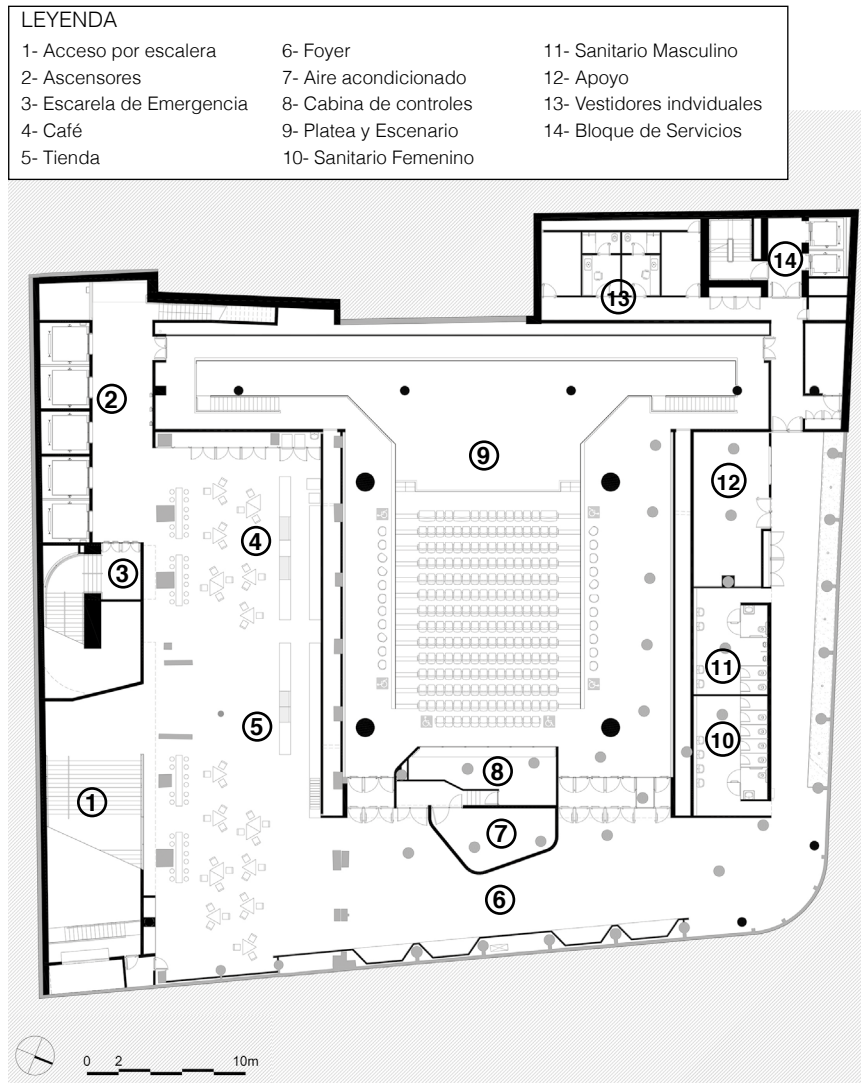 LEYENDA
1- Acceso por escalera
2- Ascensores
3- Escarela de Emergencia
4- Café
5- Tienda
6- Foyer
7- Aire acondicionado
8- Cabina de controles
9- Platea y Escenario
10- Sanitario Femenino
11- Sanitario Masculino
12- Apoyo
13- Vestidores indviduales
14- Bloque de Servicios
14
13
2
9
12
4
3
11
5
10
8
1
7
6
0 2 10m